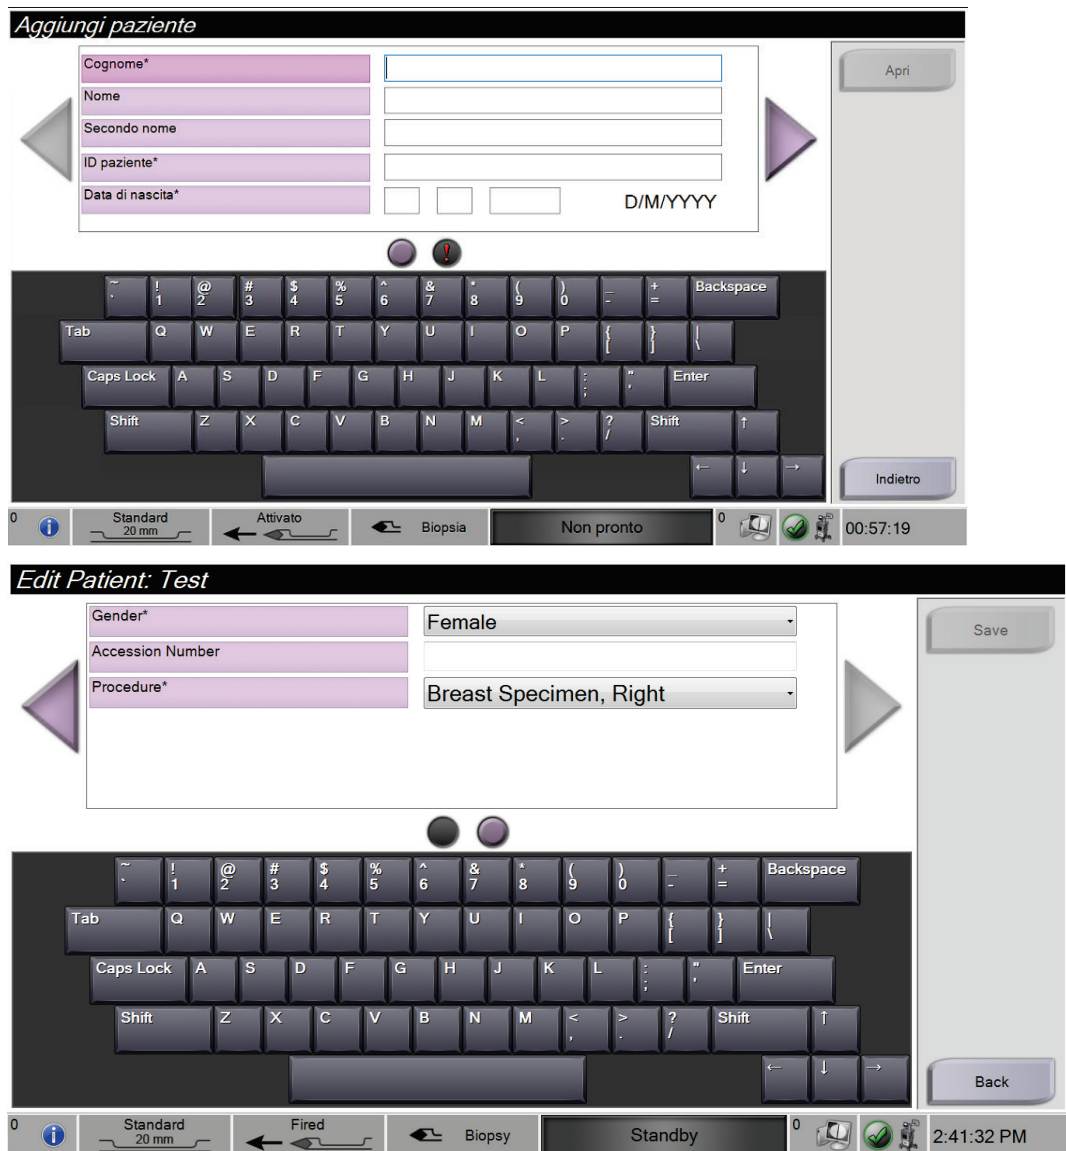 Aggiungi paziente
Cognome*
Nome
Secondo nome
ID paziente*
Data di nascita* D/M/YYYY
Apri
!
~ ! @ # $ % ^ & * ( ) _ + Backspace
` 1 2 3 4 5 6 7 8 9 0 - =
Tab Q W E R T Y U I O P { } |
[ ] \
Caps Lock A S D F G H J K L : " Enter
; '
Shift Z X C V B N M < > ? Shift ↑
, . /
← ↓ →
Indietro
0 i Standard Attivato Biopsia Non pronto 0 00:57:19
20 mm
Edit Patient: Test
Gender* Female
Accession Number
Procedure* Breast Specimen, Right
Save
~ ! @ # $ % ^ & * ( ) _ + Backspace
` 1 2 3 4 5 6 7 8 9 0 - =
Tab Q W E R T Y U I O P { } |
[ ] \
Caps Lock A S D F G H J K L : " Enter
; '
Shift Z X C V B N M < > ? Shift ↑
, . /
← ↓ →
Back
0 i Standard Fired Biopsy Standby 0 2:41:32 PM
20 mm